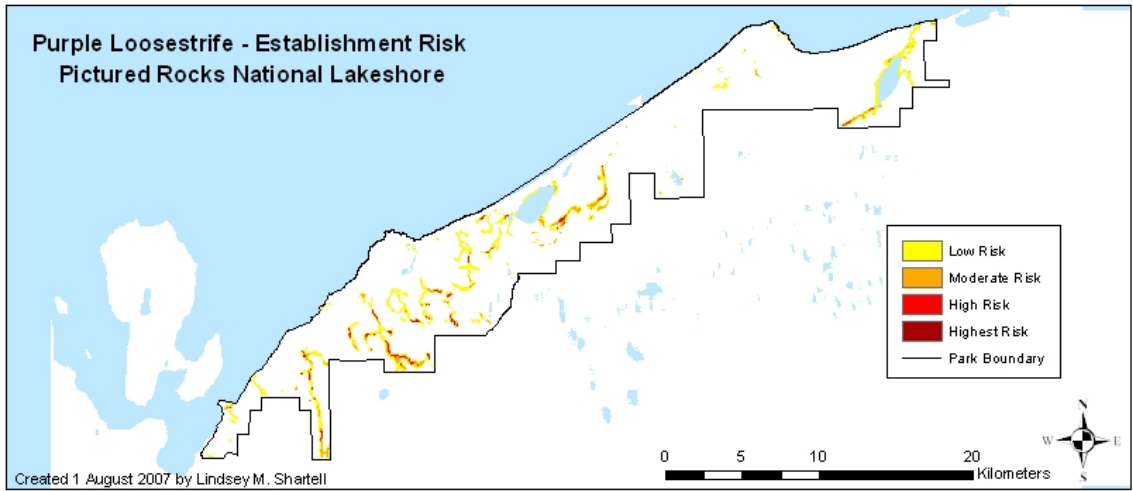 Purple Loosestrife - Establishment Risk
Pictured Rocks National Lakeshore
Low Risk
Moderate Risk
High Risk
Highest Risk
Park Boundary
N
W E
S
0 5 10 20
Kilometers
Created 1 August 2007 by Lindsey M. Shartell